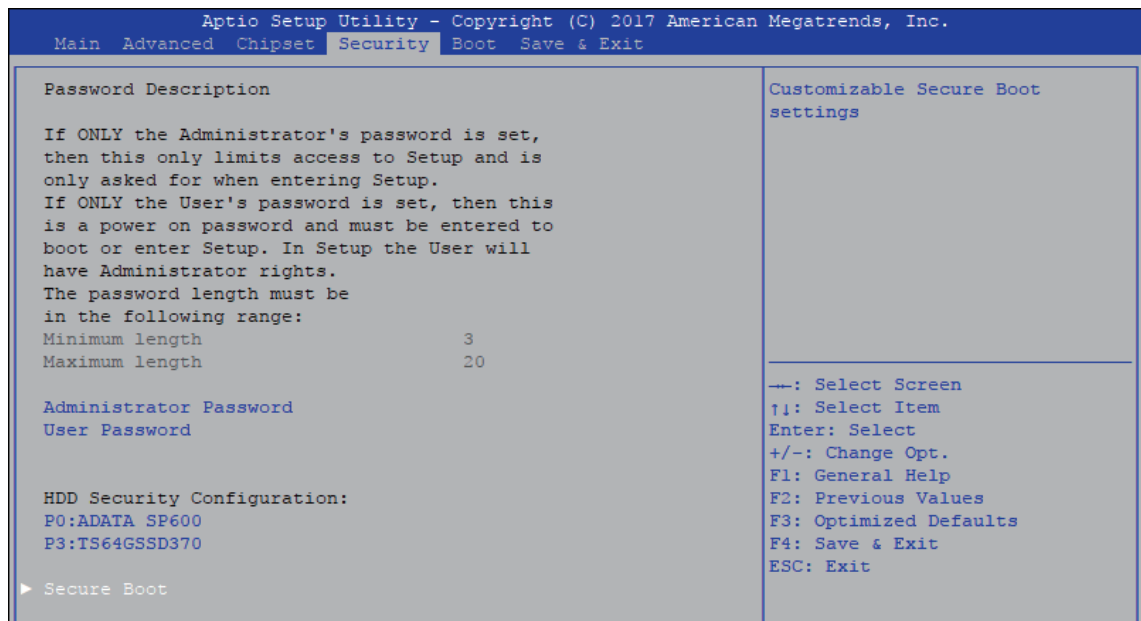 Aptio Setup Utility - Copyright (C) 2017 American Megatrends, Inc.
Main Advanced Chipset Security Boot Save & Exit
Password Description
If ONLY the Administrator's password is set,
then this only limits access to Setup and is
only asked for when entering Setup.
If ONLY the User's password is set, then this
is a power on password and must be entered to
boot or enter Setup. In Setup the User will
have Administrator rights.
The password length must be
in the following range:
Minimum length 3
Maximum length 20
Administrator Password
User Password
HDD Security Configuration:
P0:ADATA SP600
P3:TS64GSSD370
► Secure Boot
Customizable Secure Boot
settings
→←: Select Screen
↑↓: Select Item
Enter: Select
+/-: Change Opt.
F1: General Help
F2: Previous Values
F3: Optimized Defaults
F4: Save & Exit
ESC: Exit